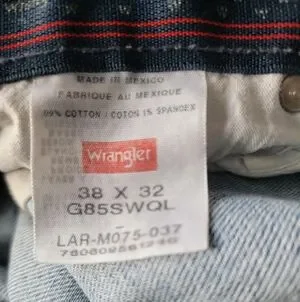 MADE IN MEXICO
FABRIQUE AU MEXIQUE
99% COTTON / COTON 1% SPANDEX
Wrangler
38 X 32
G85SWQL
LAR-M075-037